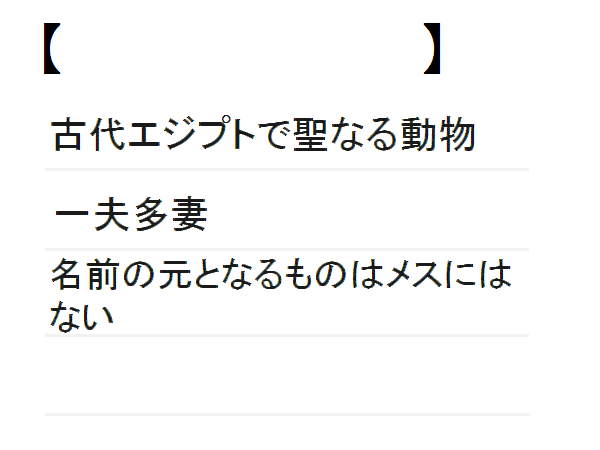 【 】
古代エジプトで聖なる動物
一夫多妻
名前の元となるものはメスには
ない